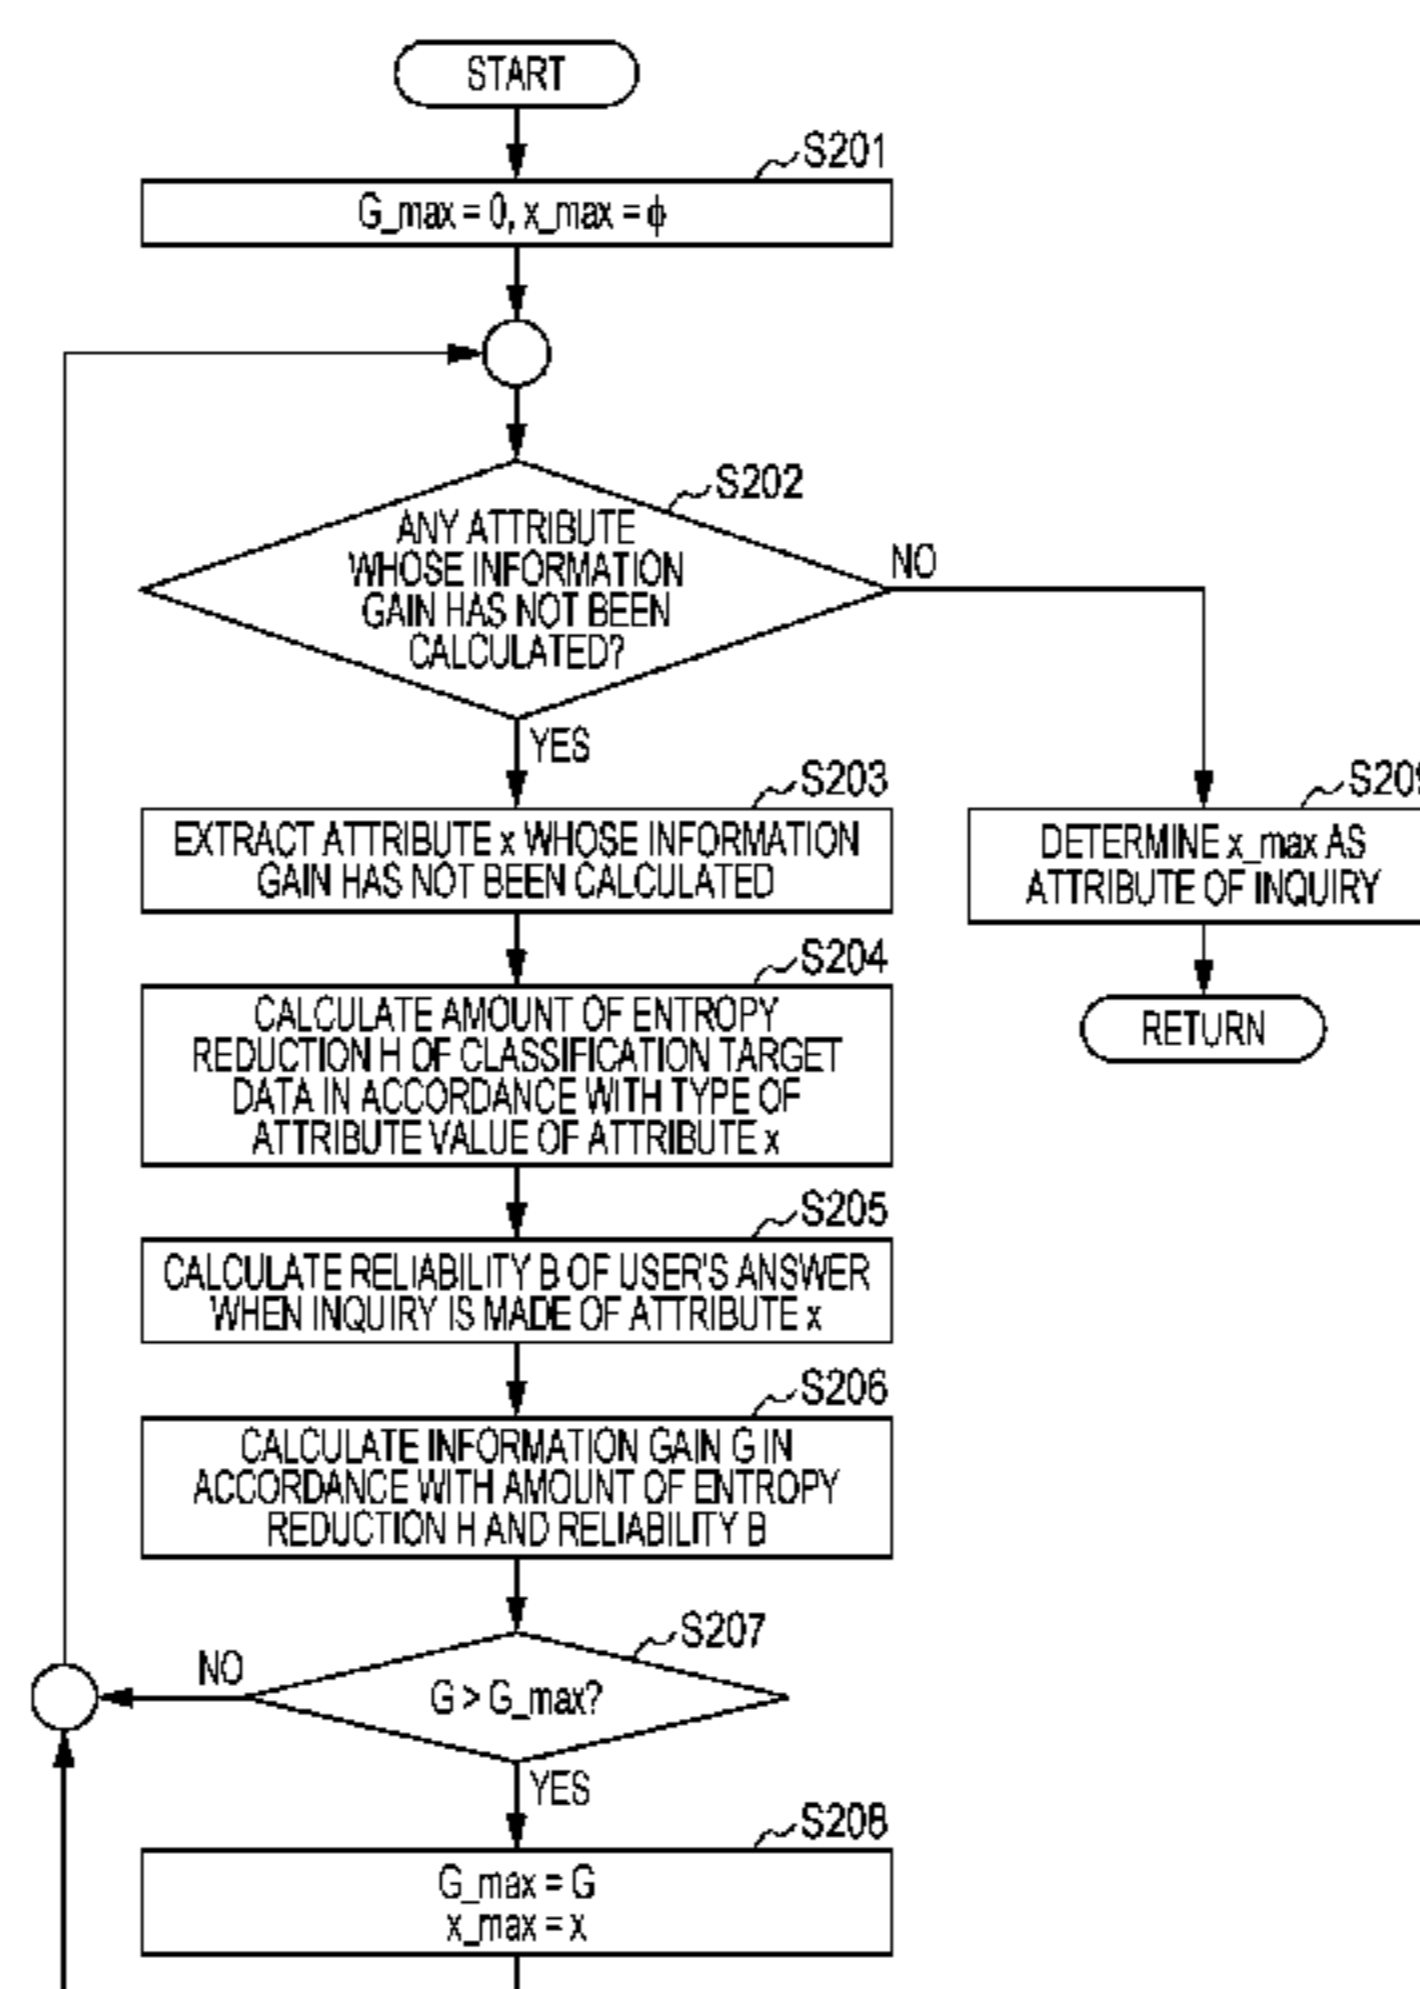 START
S201
G_max = 0, x_max = ϕ
S202
ANY ATTRIBUTE
WHOSE INFORMATION
GAIN HAS NOT BEEN
CALCULATED?
NO
YES
S203
EXTRACT ATTRIBUTE x WHOSE INFORMATION
GAIN HAS NOT BEEN CALCULATED
S209
DETERMINE x_max AS
ATTRIBUTE OF INQUIRY
RETURN
S204
CALCULATE AMOUNT OF ENTROPY
REDUCTION H OF CLASSIFICATION TARGET
DATA IN ACCORDANCE WITH TYPE OF
ATTRIBUTE VALUE OF ATTRIBUTE x
S205
CALCULATE RELIABILITY B OF USER'S ANSWER
WHEN INQUIRY IS MADE OF ATTRIBUTE x
S206
CALCULATE INFORMATION GAIN G IN
ACCORDANCE WITH AMOUNT OF ENTROPY
REDUCTION H AND RELIABILITY B
S207
NO
G > G_max?
YES
S208
G_max = G
x_max = x